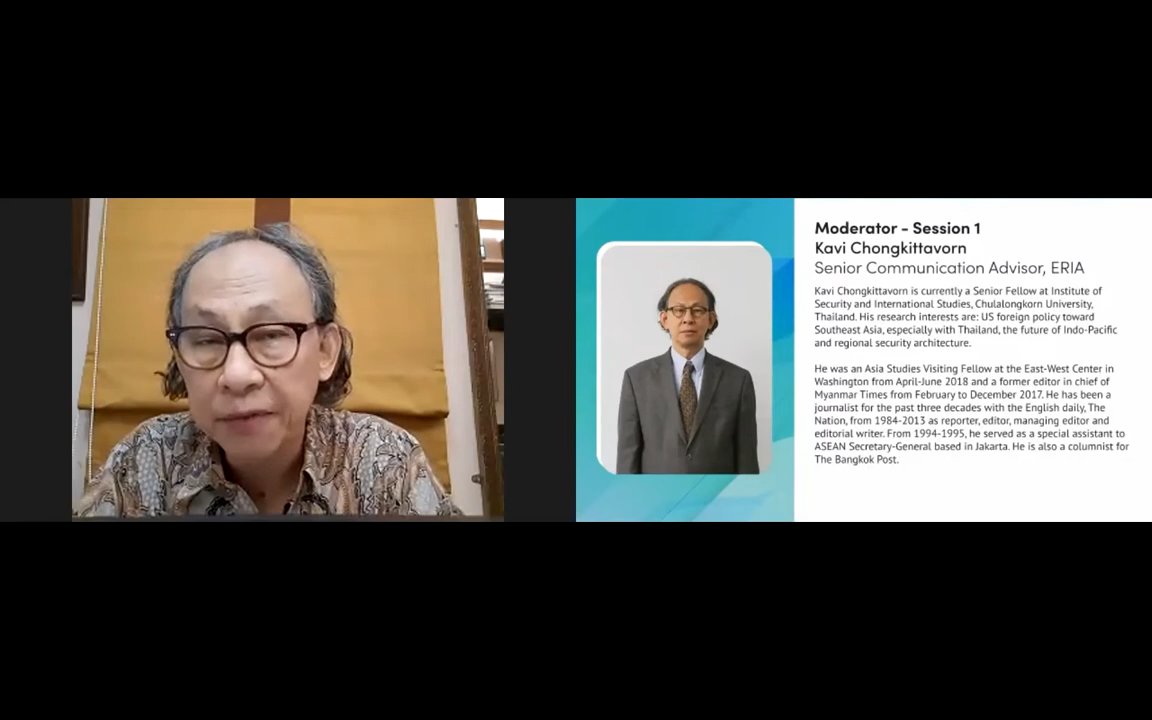 Moderator - Session 1
Kavi Chongkittavorn
Senior Communication Advisor, ERIA
Kavi Chongkittavorn is currently a Senior Fellow at Institute of
Security and International Studies, Chulalongkorn University,
Thailand. His research interests are: US foreign policy toward
Southeast Asia, especially with Thailand, the future of Indo-Pacific
and regional security architecture.
He was an Asia Studies Visiting Fellow at the East-West Center in
Washington from April-June 2018 and a former editor in chief of
Myanmar Times from February to December 2017. He has been a
journalist for the past three decades with the English daily, The
Nation, from 1984-2013 as reporter, editor, managing editor and
editorial writer. From 1994-1995, he served as a special assistant to
ASEAN Secretary-General based in Jakarta. He is also a columnist for
The Bangkok Post.